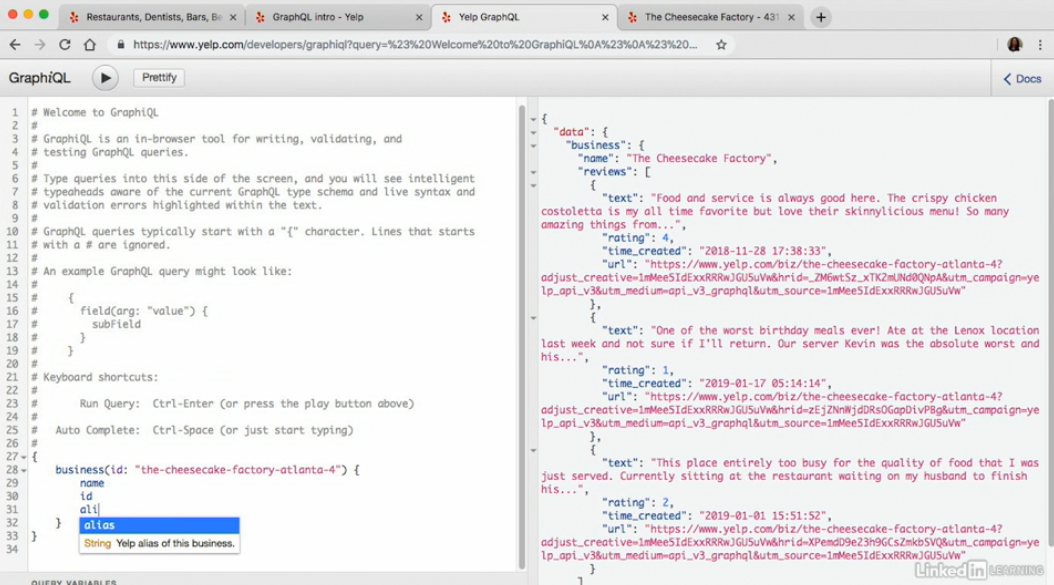 Restaurants, Dentists, Bars, Be
GraphQL intro - Yelp
Yelp GraphQL
The Cheesecake Factory - 431
https://www.yelp.com/developers/graphiql?query=%23%20Welcome%20to%20GraphiQL%0A%23%0A%23%20...
GraphiQL
Prettify
Docs
1 # Welcome to GraphiQL
2 #
3 # GraphiQL is an in-browser tool for writing, validating, and
4 # testing GraphQL queries.
5 #
6 # Type queries into this side of the screen, and you will see intelligent
7 # typeaheads aware of the current GraphQL type schema and live syntax and
8 # validation errors highlighted within the text.
9 #
10 # GraphQL queries typically start with a "{" character. Lines that starts
11 # with a # are ignored.
12 #
13 # An example GraphQL query might look like:
14 #
15 #     {
16 #       field(arg: "value") {
17 #         subField
18 #       }
19 #     }
20 #
21 # Keyboard shortcuts:
22 #
23 #       Run Query:  Ctrl-Enter (or press the play button above)
24 #
25 #   Auto Complete:  Ctrl-Space (or just start typing)
26 #
27 {
28     business(id: "the-cheesecake-factory-atlanta-4") {
29         name
30         id
31         ali
32     }
33 }
34
alias
String Yelp alias of this business.
QUERY VARIABLES
{
"data": {
"business": {
"name": "The Cheesecake Factory",
"reviews": [
{
"text": "Food and service is always good here. The crispy chicken
costoletta is my all time favorite but love their skinnylicious menu! So many
amazing things from...",
"rating": 4,
"time_created": "2018-11-28 17:38:33",
"url": "https://www.yelp.com/biz/the-cheesecake-factory-atlanta-4?
adjust_creative=1mMee5IdExxRRRwJGU5uVw&hrid=_ZM6wtSz_xTK2mUNd0QNpA&utm_campaign=ye
lp_api_v3&utm_medium=api_v3_graphql&utm_source=1mMee5IdExxRRRwJGU5uVw"
},
{
"text": "One of the worst birthday meals ever! Ate at the Lenox location
last week and not sure if I'll return. Our server Kevin was the absolute worst and
his...",
"rating": 1,
"time_created": "2019-01-17 05:14:14",
"url": "https://www.yelp.com/biz/the-cheesecake-factory-atlanta-4?
adjust_creative=1mMee5IdExxRRRwJGU5uVw&hrid=zEjZNnWjdDRsOGapDivPBg&utm_campaign=ye
lp_api_v3&utm_medium=api_v3_graphql&utm_source=1mMee5IdExxRRRwJGU5uVw"
},
{
"text": "This place entirely too busy for the quality of food that I was
just served. Currently sitting at the restaurant waiting on my husband to finish
his...",
"rating": 2,
"time_created": "2019-01-01 15:51:52",
"url": "https://www.yelp.com/biz/the-cheesecake-factory-atlanta-4?
adjust_creative=1mMee5IdExxRRRwJGU5uVw&hrid=XPemdD9e23h9GCsZmkb5VQ&utm_campaign=ye
lp_api_v3&utm_medium=api_v3_graphql&utm_source=1mMee5IdExxRRRwJGU5uVw"
}
]
LinkedIn LEARNING